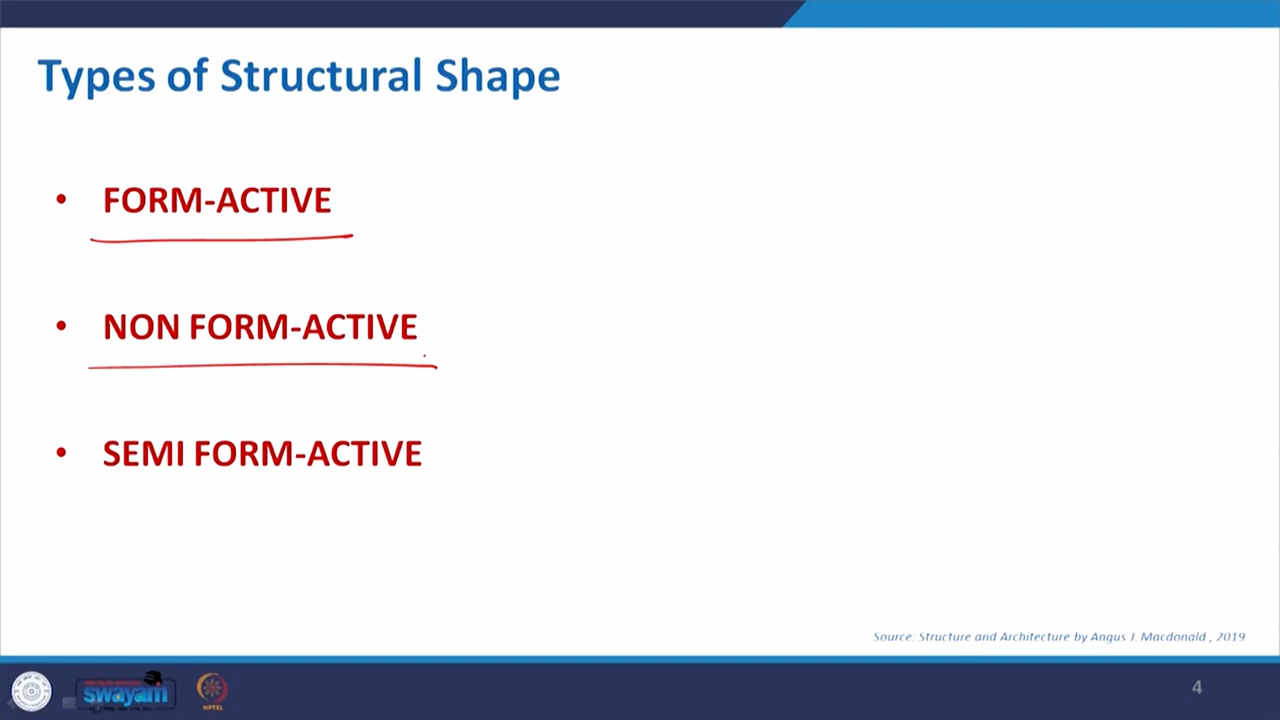 Types of Structural Shape
• FORM-ACTIVE
• NON FORM-ACTIVE
• SEMI FORM-ACTIVE
Source: Structure and Architecture by Angus J. Macdonald , 2019
swayam
NPTEL
4